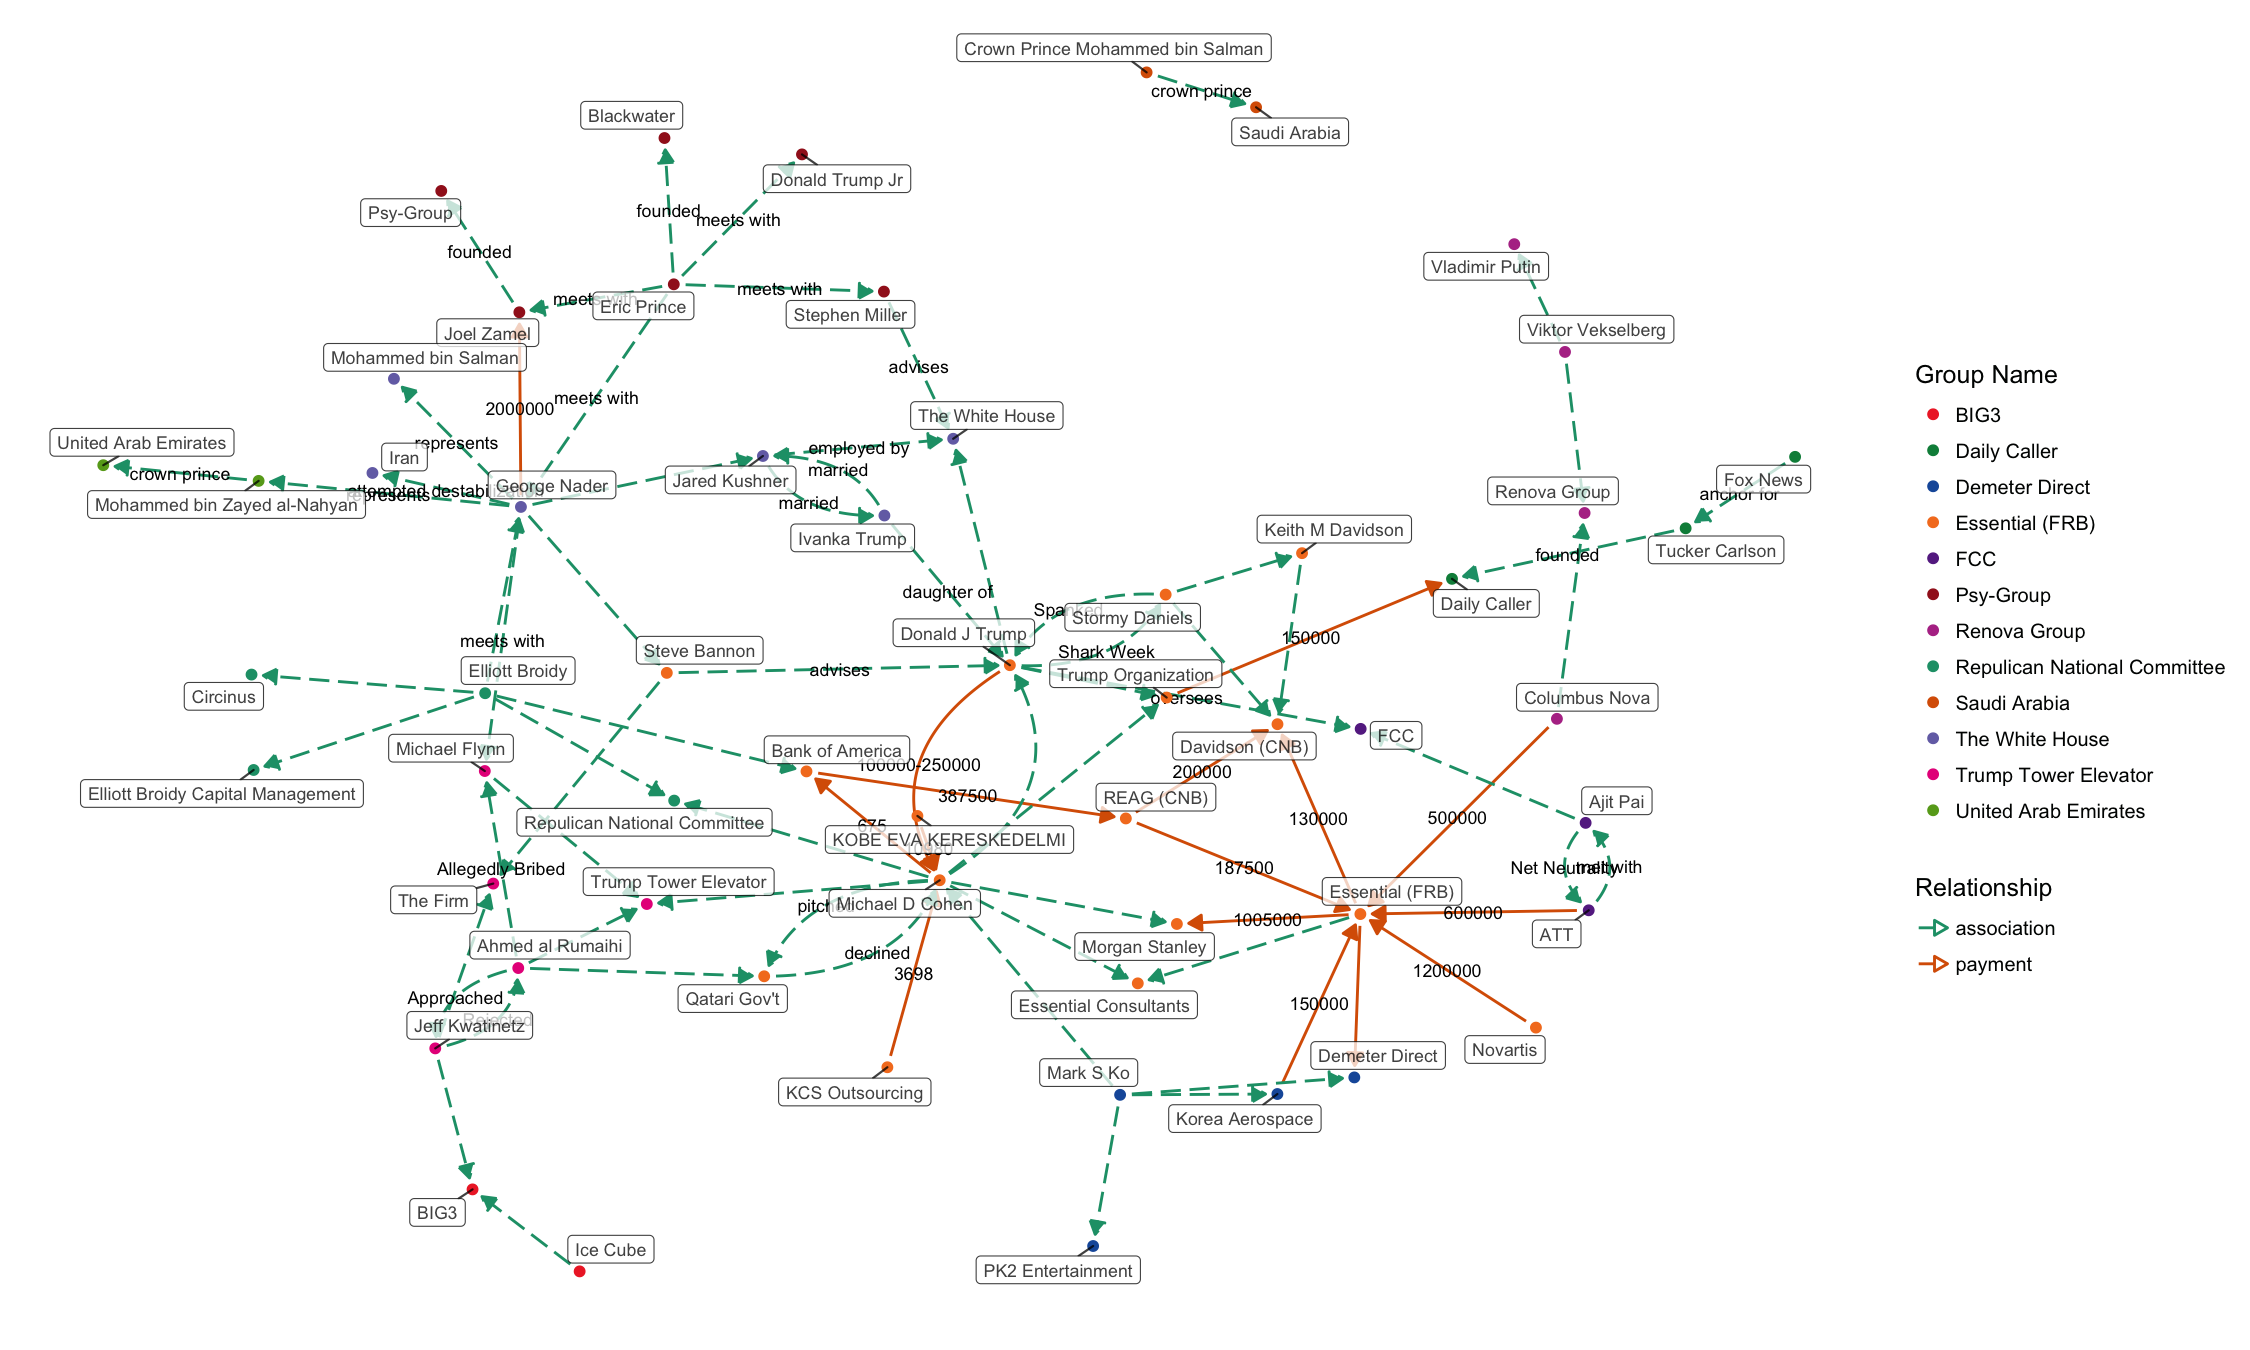 Crown Prince Mohammed bin Salman
crown prince
Saudi Arabia
Blackwater
Donald Trump Jr
Psy-Group
founded
meets with
founded
Vladimir Putin
meets with
meets with
Eric Prince
Stephen Miller
Joel Zamel
Viktor Vekselberg
Mohammed bin Salman
advises
meets with
2000000
The White House
United Arab Emirates
represents
Iran
employed by
married
crown prince
Jared Kushner
George Nader
attempted destabilization
represents
Mohammed bin Zayed al-Nahyan
married
Renova Group
Fox News
anchor for
Ivanka Trump
Keith M Davidson
Tucker Carlson
founded
daughter of
Daily Caller
Spanked
Stormy Daniels
Donald J Trump
150000
meets with
Steve Bannon
Shark Week
Elliott Broidy
advises
Trump Organization
Circinus
oversees
Columbus Nova
FCC
Michael Flynn
Bank of America
Davidson (CNB)
100000-250000
200000
Elliott Broidy Capital Management
387500
REAG (CNB)
Ajit Pai
Repulican National Committee
675
130000
500000
KOBE EVA KERESKEDELMI
10980
Allegedly Bribed
187500
Net Neutrality
met with
Trump Tower Elevator
Essential (FRB)
The Firm
pitched
Michael D Cohen
1005000
600000
Ahmed al Rumaihi
Morgan Stanley
ATT
declined
3698
1200000
Approached
Qatari Gov't
Essential Consultants
150000
Rejected
Jeff Kwatinetz
Novartis
Demeter Direct
Mark S Ko
KCS Outsourcing
Korea Aerospace
BIG3
Ice Cube
PK2 Entertainment
Group Name
BIG3
Daily Caller
Demeter Direct
Essential (FRB)
FCC
Psy-Group
Renova Group
Repulican National Committee
Saudi Arabia
The White House
Trump Tower Elevator
United Arab Emirates
Relationship
association
payment